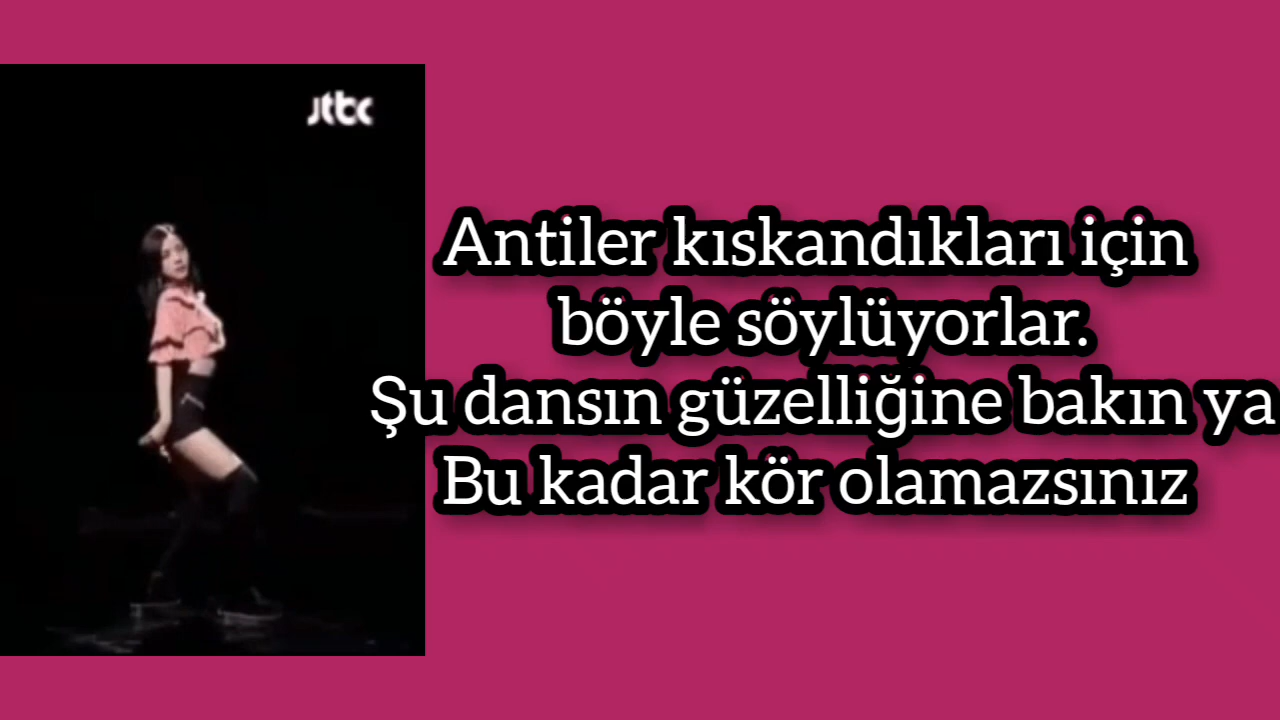 jtbc
Antiler kıskandıkları için
böyle söylüyorlar.
Şu dansın güzelliğine bakın ya
Bu kadar kör olamazsınız